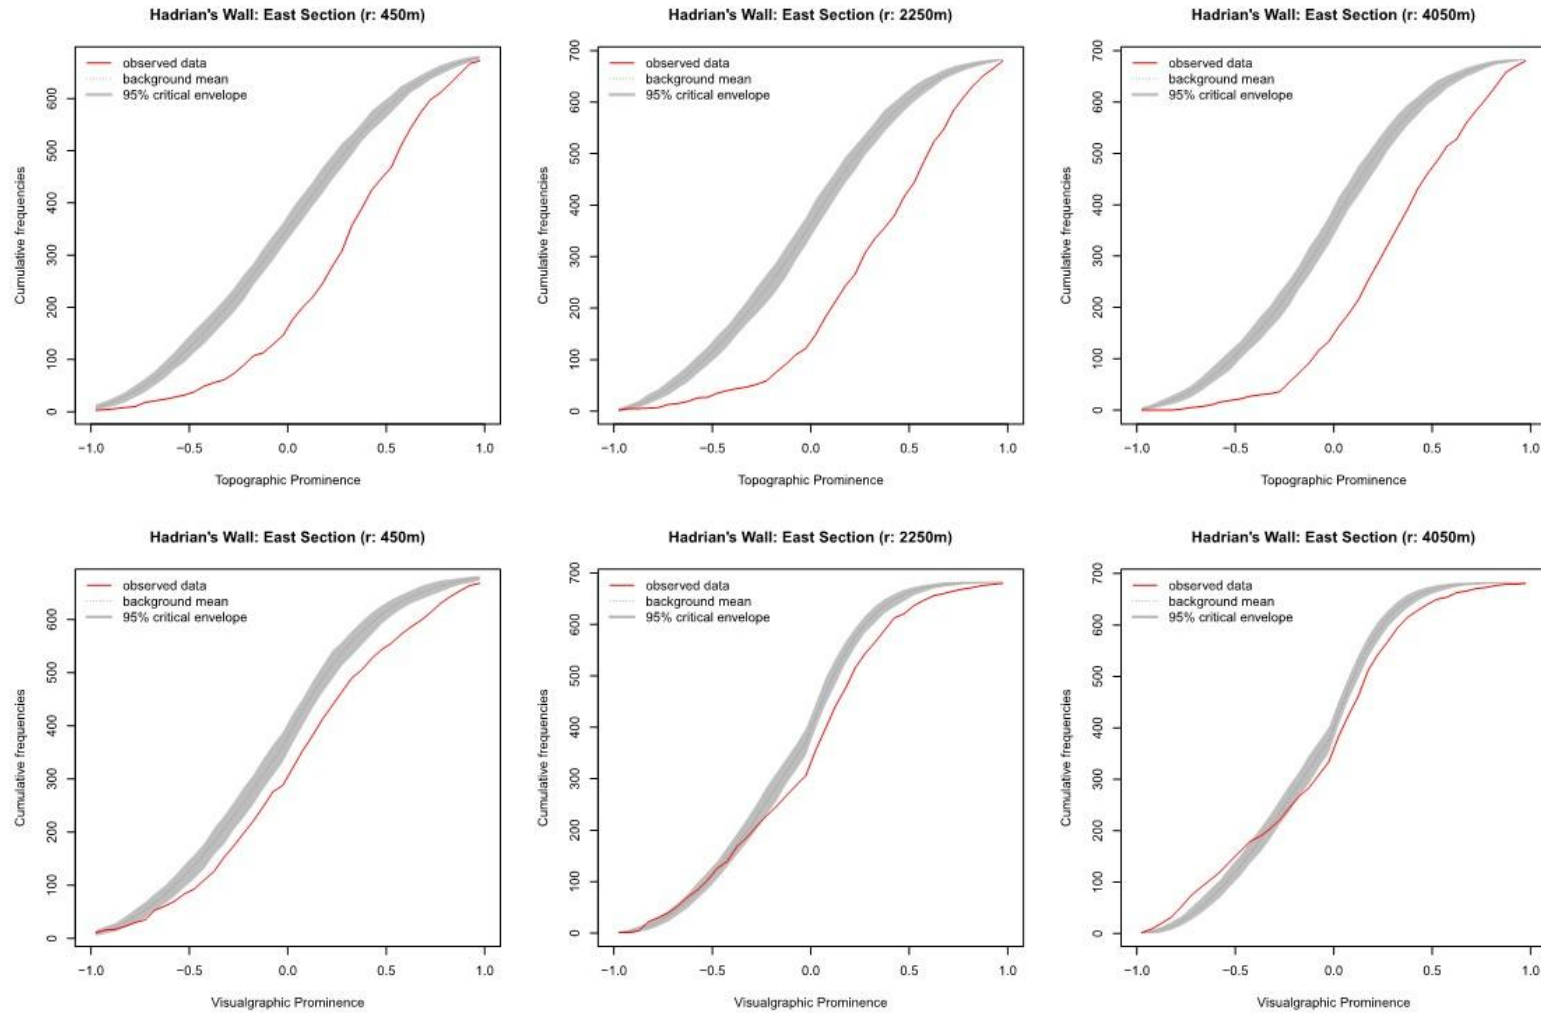 Hadrian's Wall: East Section (r: 450m)
observed data
background mean
95% critical envelope
Cumulative frequencies
600
500
400
300
200
100
0
−1.0 −0.5 0.0 0.5 1.0
Topographic Prominence
Hadrian's Wall: East Section (r: 2250m)
observed data
background mean
95% critical envelope
Cumulative frequencies
700
600
500
400
300
200
100
0
−1.0 −0.5 0.0 0.5 1.0
Topographic Prominence
Hadrian's Wall: East Section (r: 4050m)
observed data
background mean
95% critical envelope
Cumulative frequencies
700
600
500
400
300
200
100
0
−1.0 −0.5 0.0 0.5 1.0
Topographic Prominence
Hadrian's Wall: East Section (r: 450m)
observed data
background mean
95% critical envelope
Cumulative frequencies
600
500
400
300
200
100
0
−1.0 −0.5 0.0 0.5 1.0
Visualgraphic Prominence
Hadrian's Wall: East Section (r: 2250m)
observed data
background mean
95% critical envelope
Cumulative frequencies
700
600
500
400
300
200
100
0
−1.0 −0.5 0.0 0.5 1.0
Visualgraphic Prominence
Hadrian's Wall: East Section (r: 4050m)
observed data
background mean
95% critical envelope
Cumulative frequencies
700
600
500
400
300
200
100
0
−1.0 −0.5 0.0 0.5 1.0
Visualgraphic Prominence